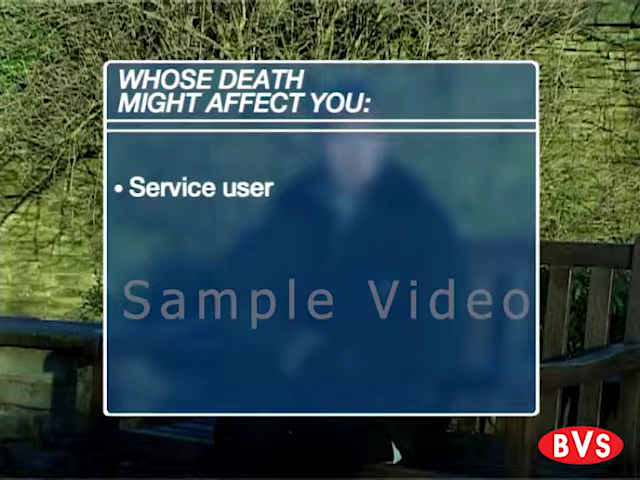 WHOSE DEATH
MIGHT AFFECT YOU:
• Service user
Sample Video
BVS